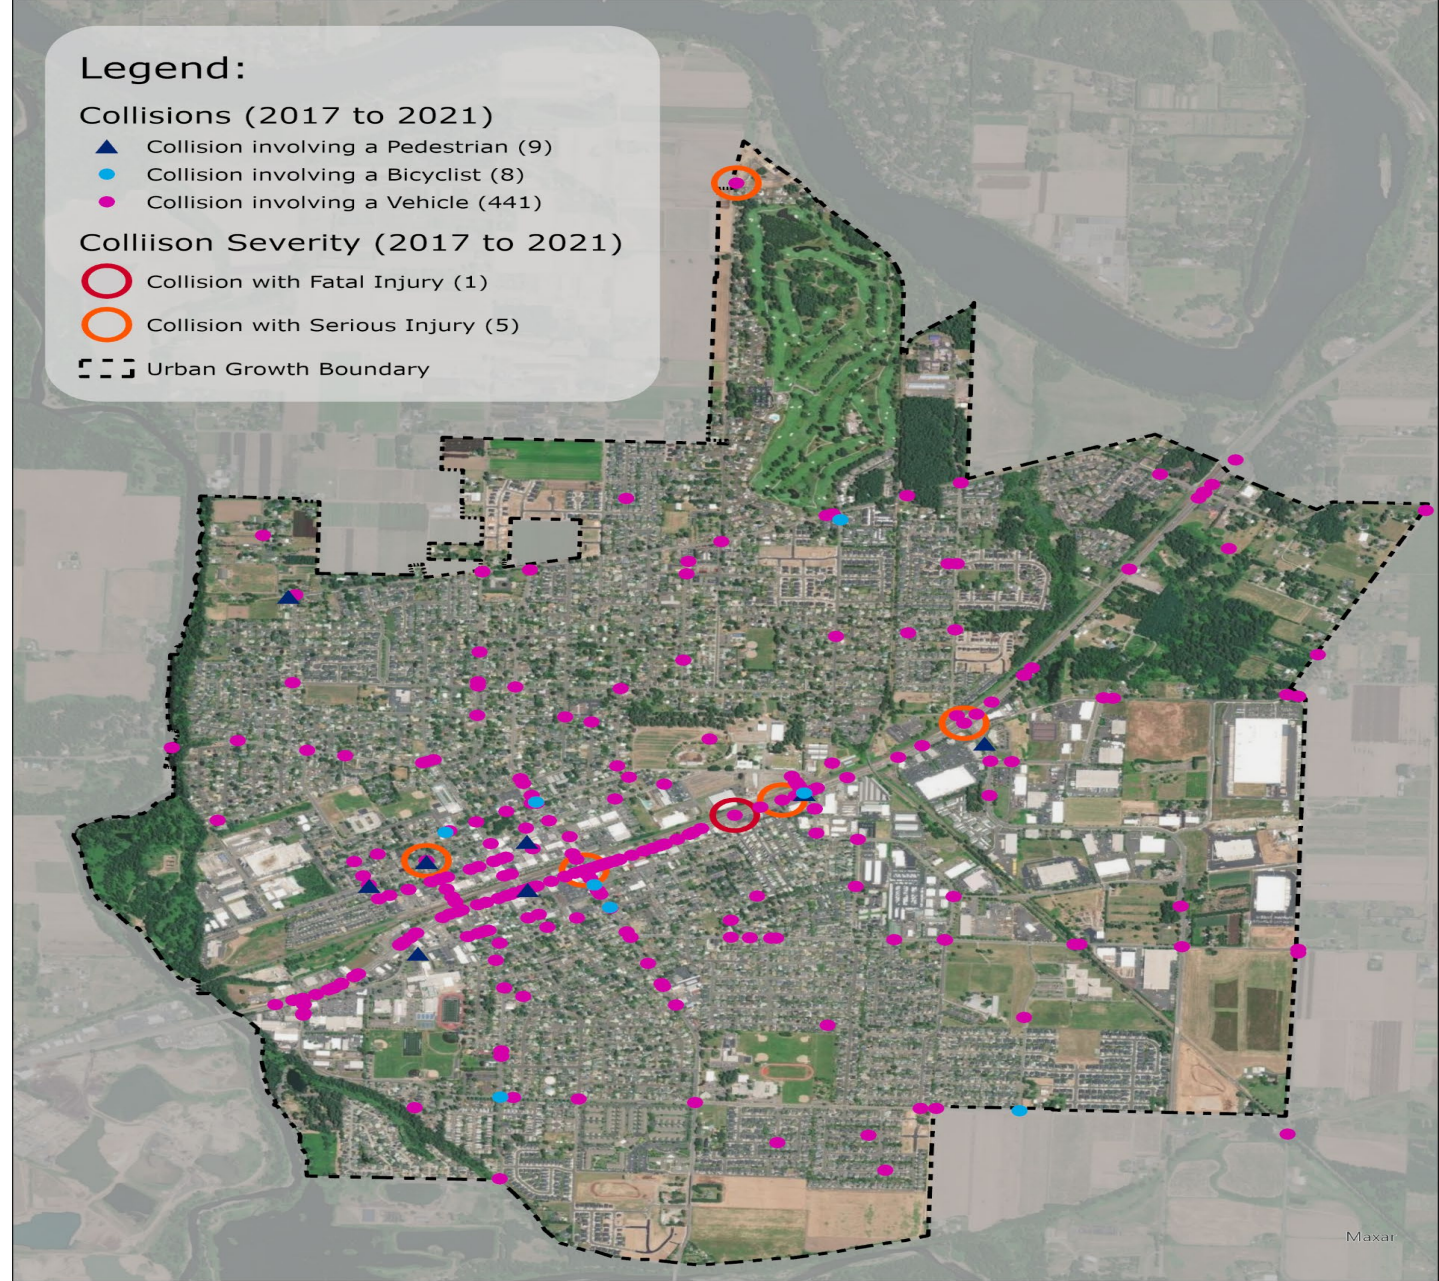 Legend:
Collisions (2017 to 2021)
Collision involving a Pedestrian (9)
Collision involving a Bicyclist (8)
Collision involving a Vehicle (441)
Colliison Severity (2017 to 2021)
Collision with Fatal Injury (1)
Collision with Serious Injury (5)
Urban Growth Boundary
Maxar